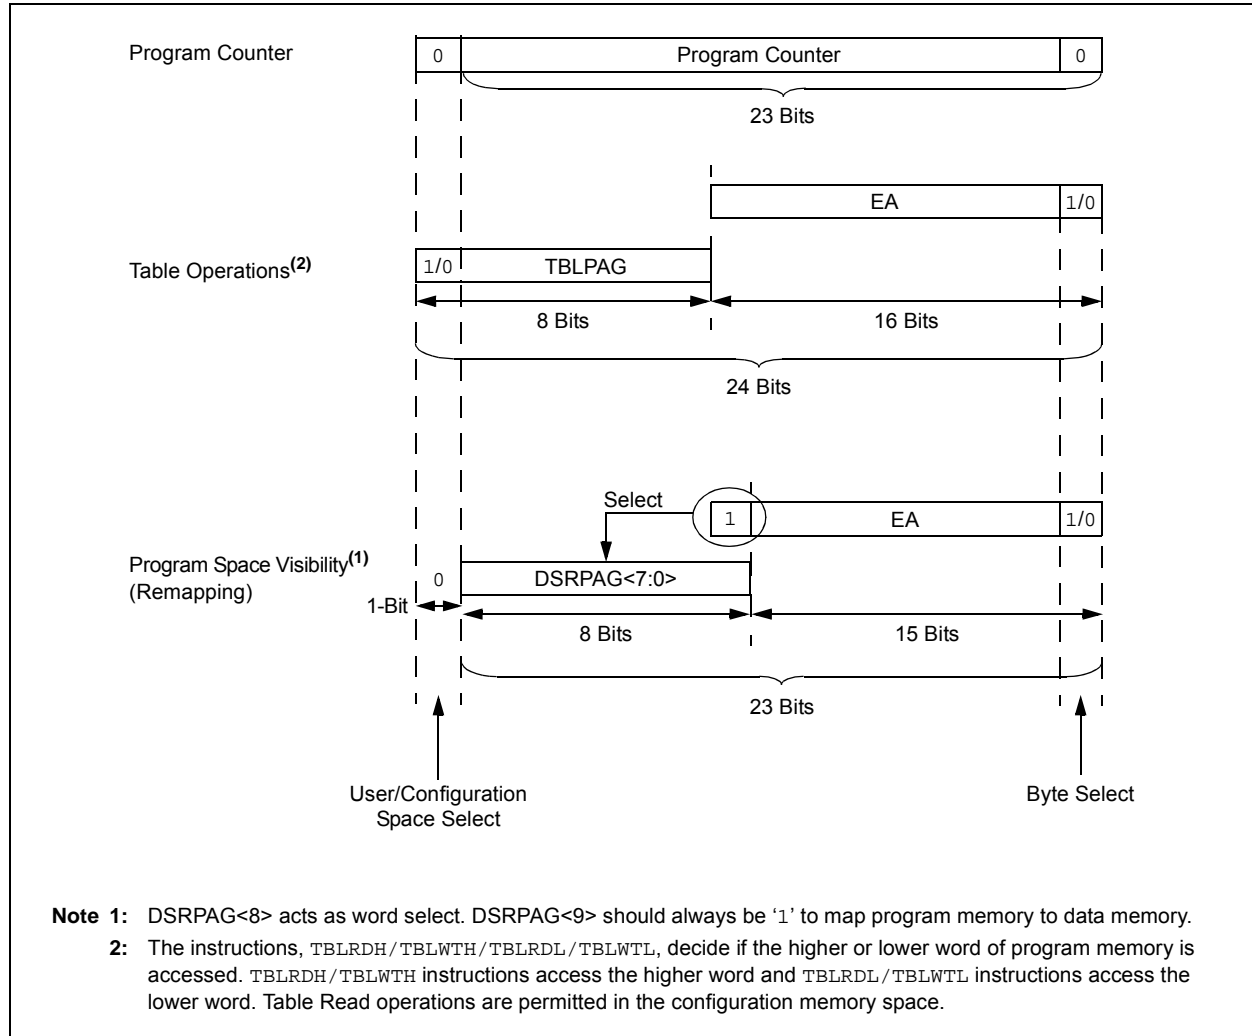 Program Counter
0
Program Counter
0
23 Bits
EA
1/0
Table Operations(2)
1/0
TBLPAG
8 Bits
16 Bits
24 Bits
Select
1
EA
1/0
Program Space Visibility(1)
(Remapping)
0
DSRPAG<7:0>
1-Bit
8 Bits
15 Bits
23 Bits
User/Configuration
Space Select
Byte Select
Note 1: DSRPAG<8> acts as word select. DSRPAG<9> should always be ‘1’ to map program memory to data memory.
2: The instructions, TBLRDH/TBLWTH/TBLRDL/TBLWTL, decide if the higher or lower word of program memory is
accessed. TBLRDH/TBLWTH instructions access the higher word and TBLRDL/TBLWTL instructions access the
lower word. Table Read operations are permitted in the configuration memory space.